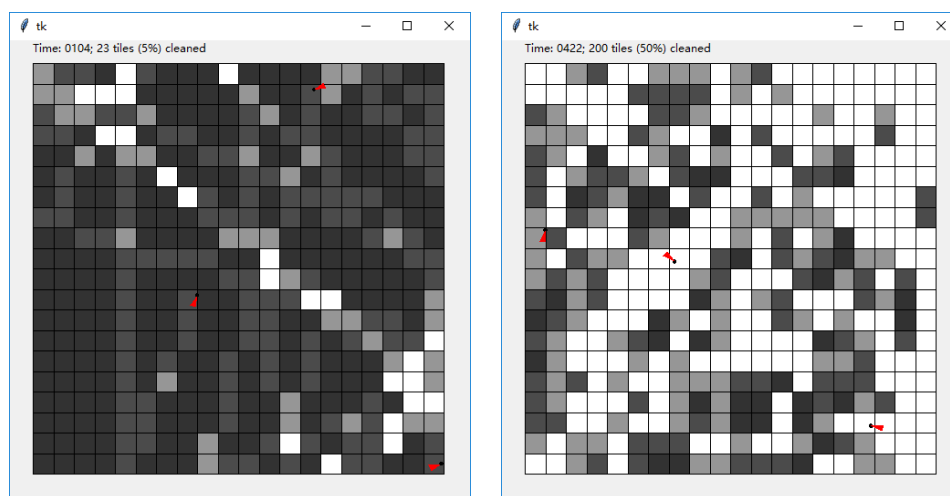 tk
Time: 0104; 23 tiles (5%) cleaned
tk
Time: 0422; 200 tiles (50%) cleaned